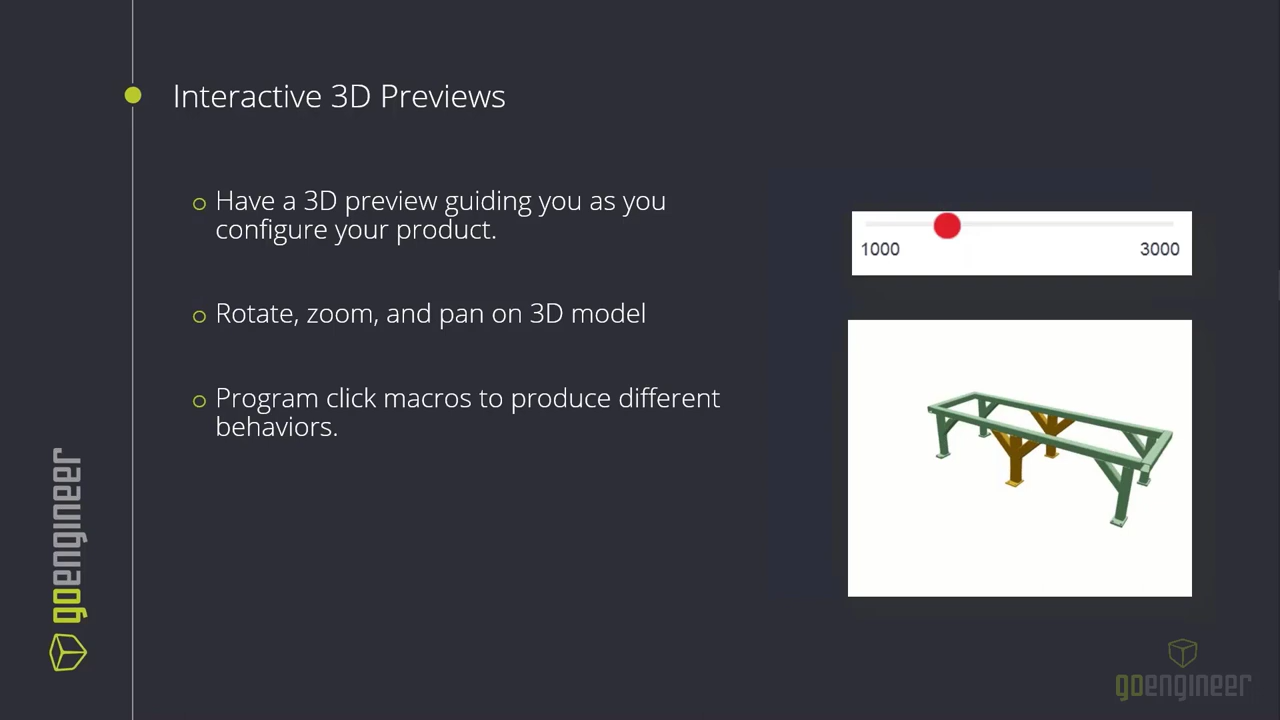 Interactive 3D Previews
Have a 3D preview guiding you as you
configure your product.
Rotate, zoom, and pan on 3D model
Program click macros to produce different
behaviors.
1000
3000
goengineer
goengineer